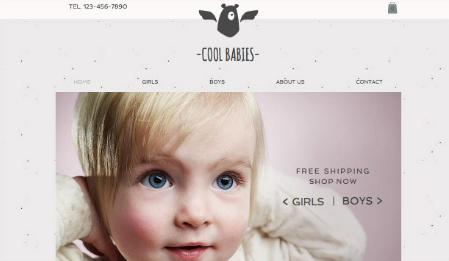 TEL. 123-456-7890
-COOL BABIES-
HOME GIRLS BOYS ABOUT US CONTACT
FREE SHIPPING
SHOP NOW
< GIRLS | BOYS >